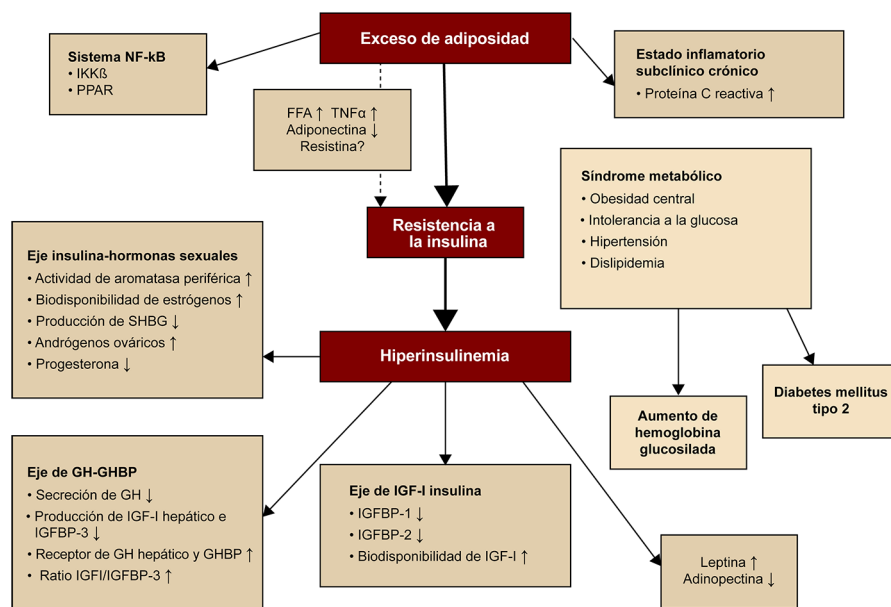 Exceso de adiposidad
Sistema NF-kB
• IKKß
• PPAR
Estado inflamatorio
subclínico crónico
• Proteína C reactiva ↑
FFA ↑ TNFα ↑
Adiponectina ↓
Resistina?
Síndrome metabólico
• Obesidad central
• Intolerancia a la glucosa
• Hipertensión
• Dislipidemia
Resistencia a
la insulina
Eje insulina-hormonas sexuales
• Actividad de aromatasa periférica ↑
• Biodisponibilidad de estrógenos ↑
• Producción de SHBG ↓
• Andrógenos ováricos ↑
• Progesterona ↓
Hiperinsulinemia
Diabetes mellitus
tipo 2
Aumento de
hemoglobina
glucosilada
Eje de GH-GHBP
• Secreción de GH ↓
• Producción de IGF-I hepático e
IGFBP-3 ↓
• Receptor de GH hepático y GHBP ↑
• Ratio IGFI/IGFBP-3 ↑
Eje de IGF-I insulina
• IGFBP-1 ↓
• IGFBP-2 ↓
• Biodisponibilidad de IGF-I ↑
Leptina ↑
Adinopectina ↓